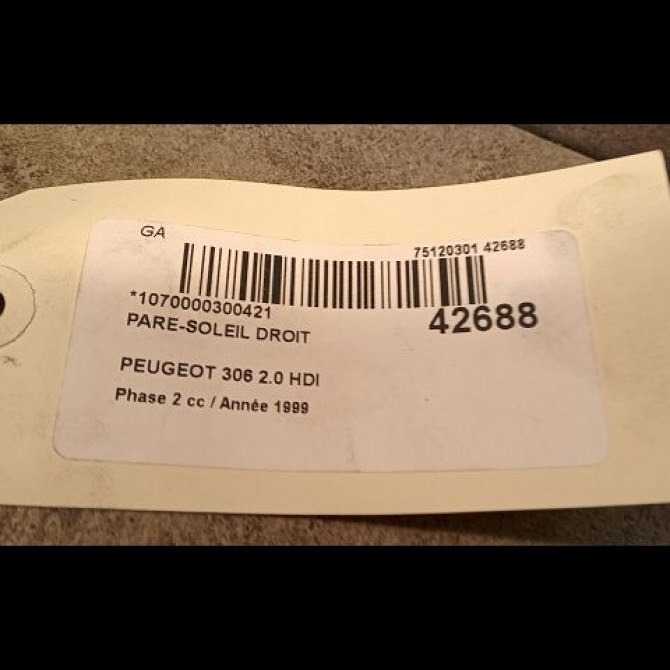 GA
75120301 42688
*1070000300421
42688
PARE-SOLEIL DROIT
PEUGEOT 306 2.0 HDI
Phase 2 cc / Année 1999